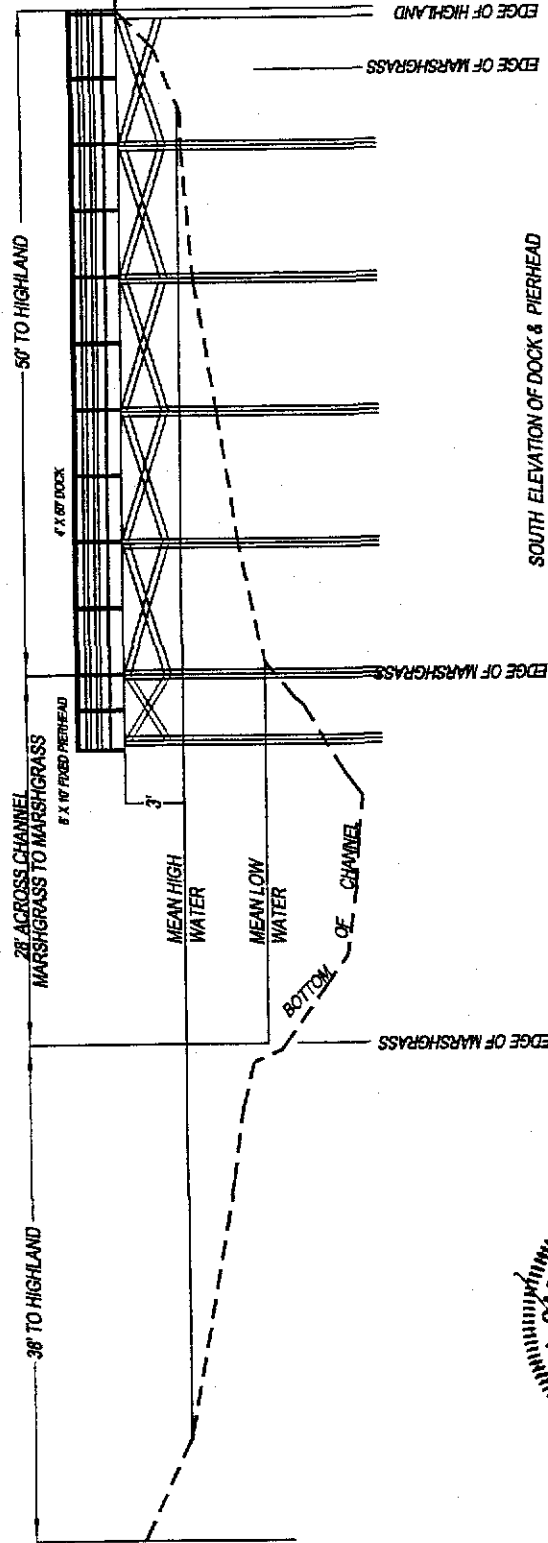 50' TO HIGHLAND
28' ACROSS CHANNEL
MARSHGRASS TO MARSHGRASS
38' TO HIGHLAND
4' X 60' DOCK
8' X 10' FIXED PIERHEAD
3'
MEAN HIGH
WATER
MEAN LOW
WATER
BOTTOM OF CHANNEL
EDGE OF HIGHLAND
EDGE OF MARSHGRASS
EDGE OF MARSHGRASS
EDGE OF MARSHGRASS
SOUTH ELEVATION OF DOCK & PIERHEAD